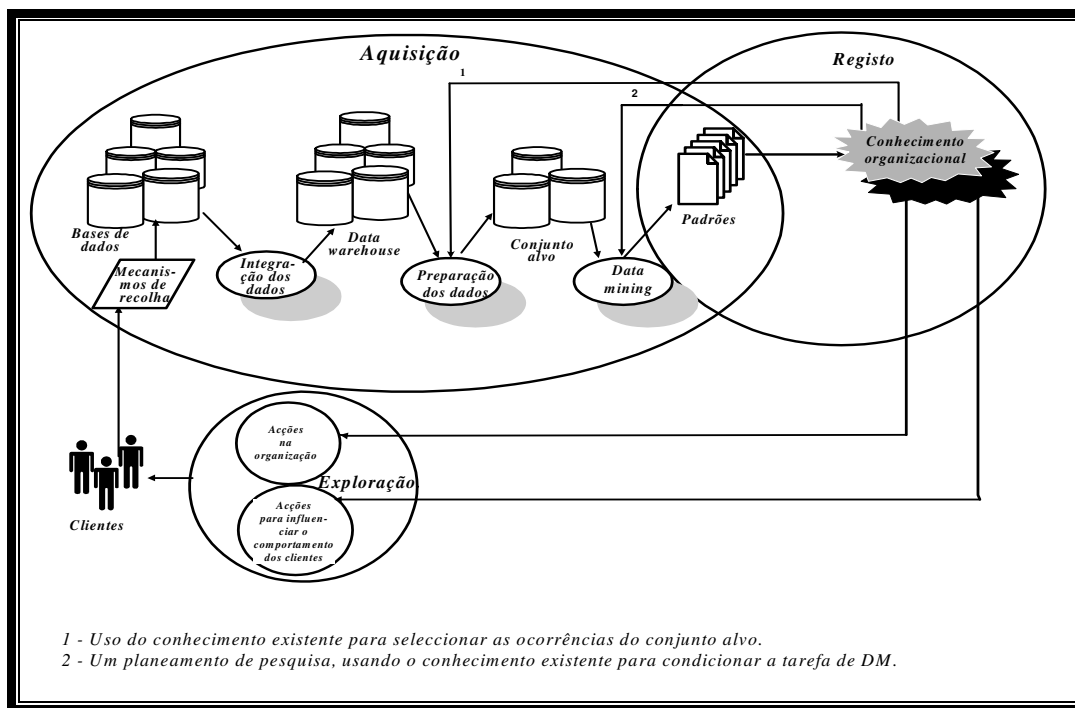 Aquisição
Registo
1
2
Conhecimento
organizacional
Bases de
dados
Data
warehouse
Conjunto
alvo
Padrões
Mecanis-
mos de
recolha
Integra-
ção dos
dados
Preparação
dos dados
Data
mining
Acções
na
organização
Exploração
Acções
para influen-
ciar o
comportamento
dos clientes
Clientes
1 - Uso do conhecimento existente para seleccionar as ocorrências do conjunto alvo.
2 - Um planeamento de pesquisa, usando o conhecimento existente para condicionar a tarefa de DM.